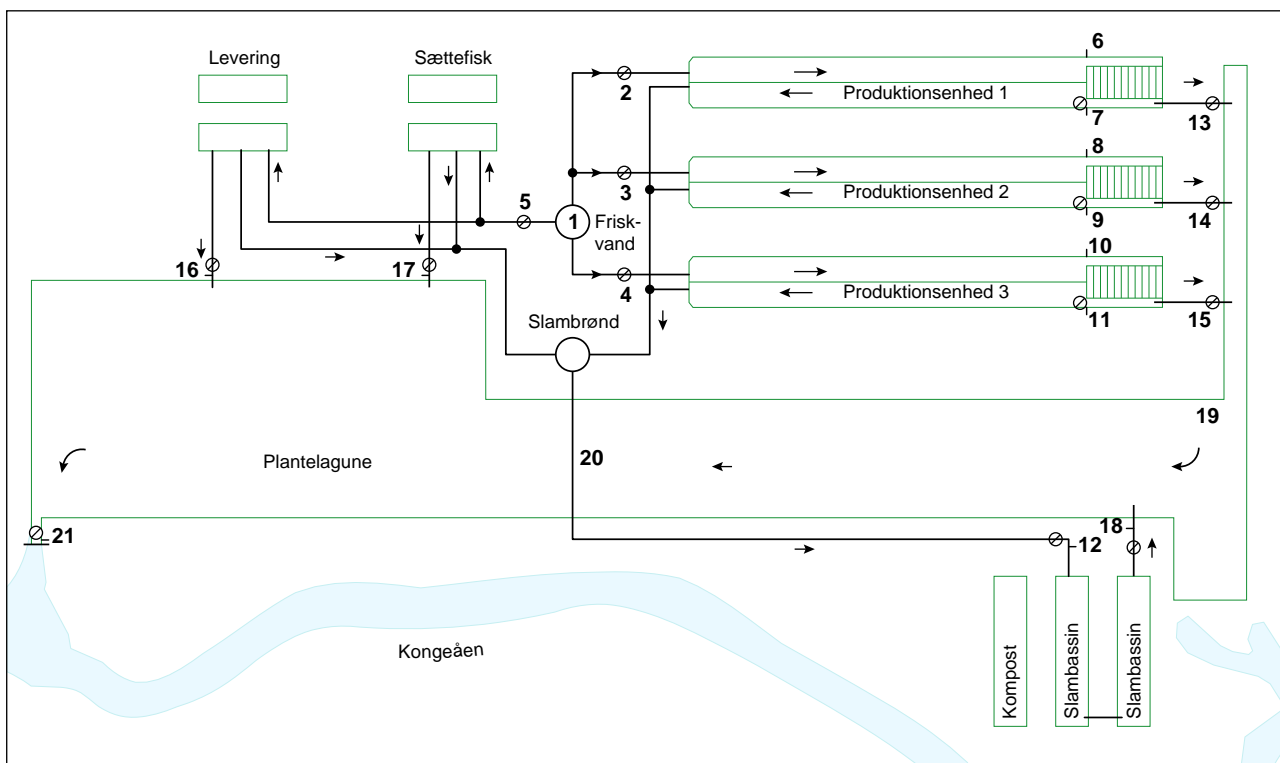 Levering
Sættefisk
6
2
Produktionsenhed 1
7
13
8
3
5
1
Frisk-
vand
Produktionsenhed 2
9
14
10
16
17
4
Produktionsenhed 3
11
15
Slambrønd
19
Plantelagune
20
21
18
12
Kongeåen
Kompost
Slambassin
Slambassin